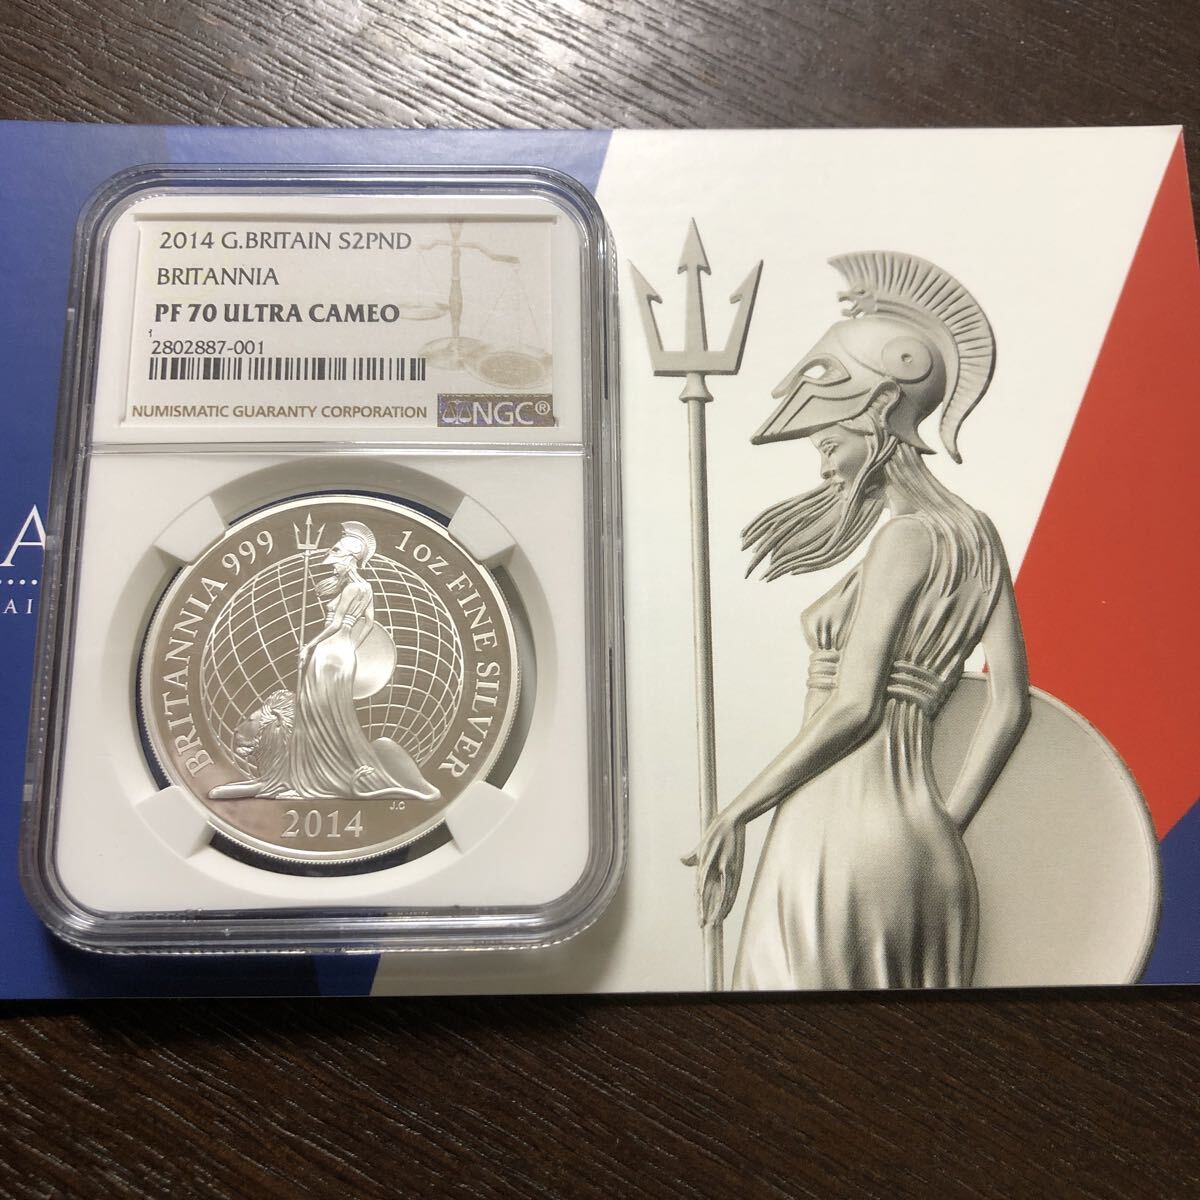 2014 G.BRITAIN S2PND
BRITANNIA
PF 70 ULTRA CAMEO
2802887-001
NUMISMATIC GUARANTY CORPORATION
NGC®
BRITANNIA 999
1OZ FINE SILVER
J.C
2014
A
AI